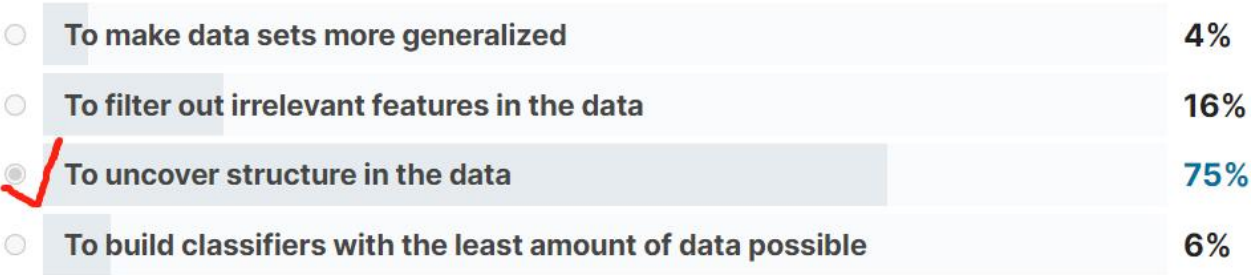 To make data sets more generalized 4%
To filter out irrelevant features in the data 16%
To uncover structure in the data 75%
To build classifiers with the least amount of data possible 6%